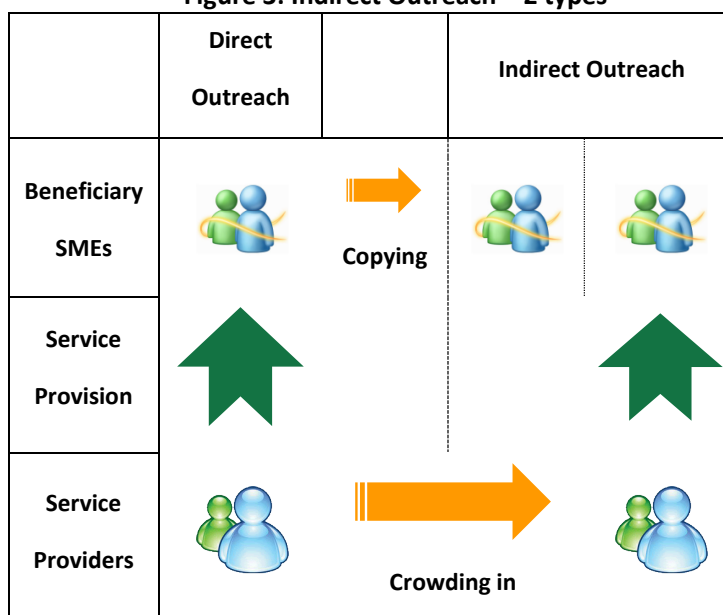 Figure 3: Indirect Outreach – 2 types
Direct
Outreach
Indirect Outreach
Beneficiary
SMEs
Copying
Service
Provision
Service
Providers
Crowding in